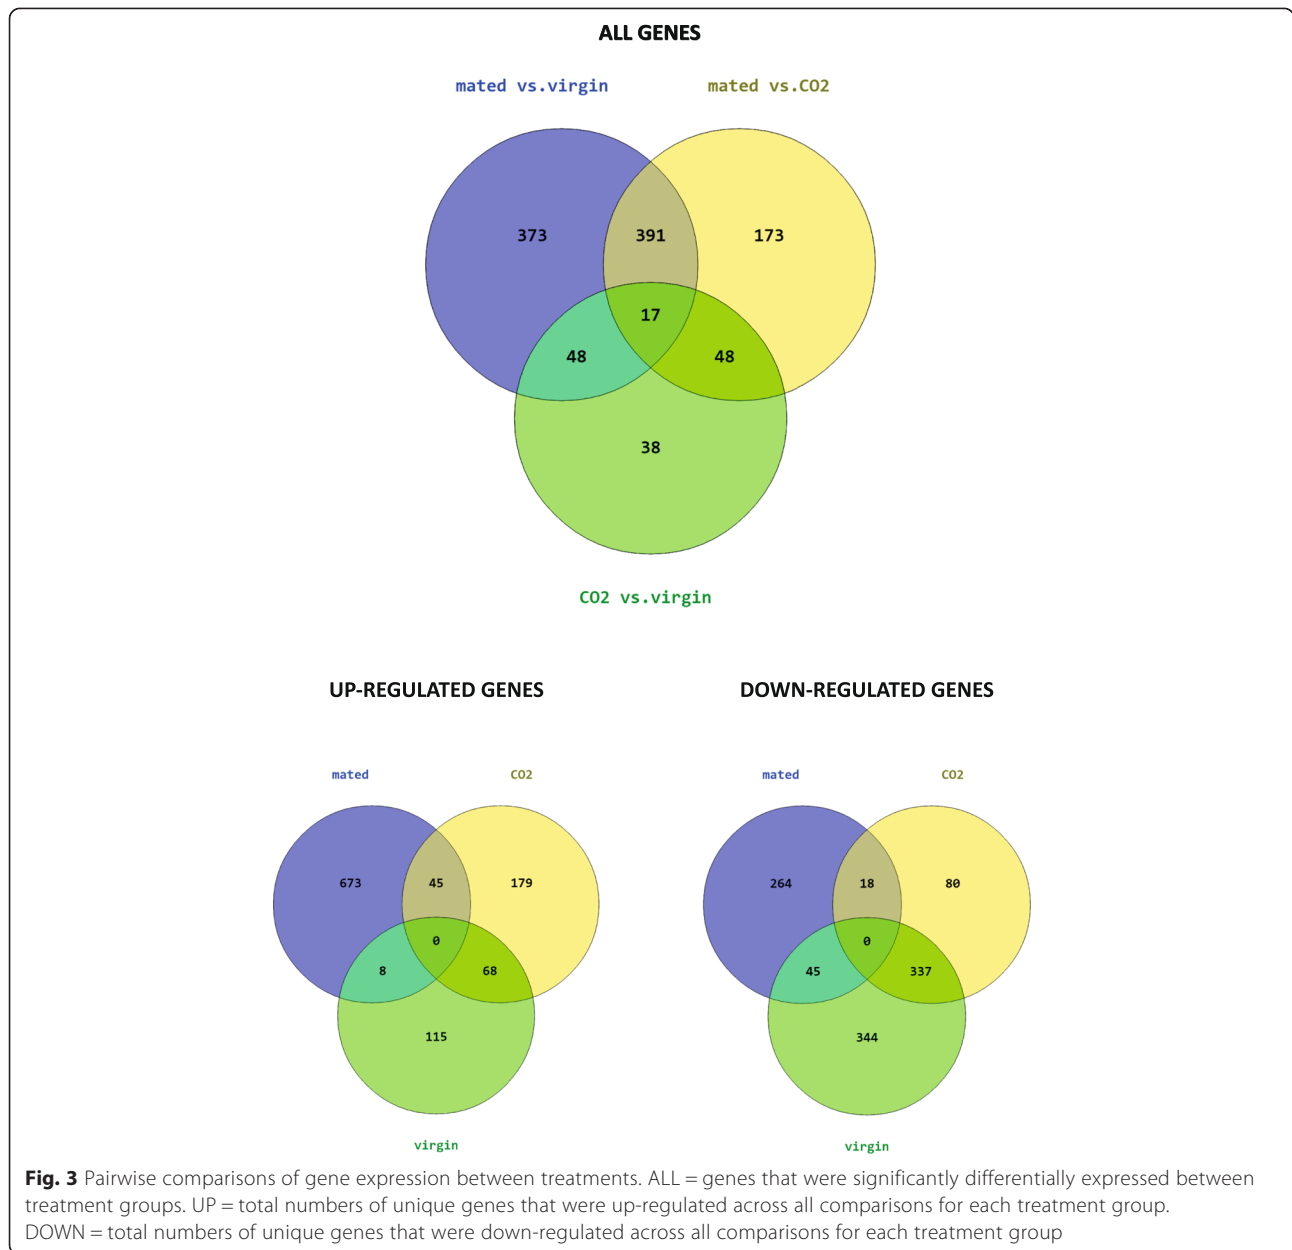 ALL GENES
mated vs.virgin
mated vs.CO2
373
391
173
17
48
48
38
CO2 vs.virgin
UP-REGULATED GENES
DOWN-REGULATED GENES
mated
CO2
mated
CO2
673
45
179
264
18
80
0
0
8
68
45
337
115
344
virgin
virgin
Fig. 3 Pairwise comparisons of gene expression between treatments. ALL = genes that were significantly differentially expressed between
treatment groups. UP = total numbers of unique genes that were up-regulated across all comparisons for each treatment group.
DOWN = total numbers of unique genes that were down-regulated across all comparisons for each treatment group